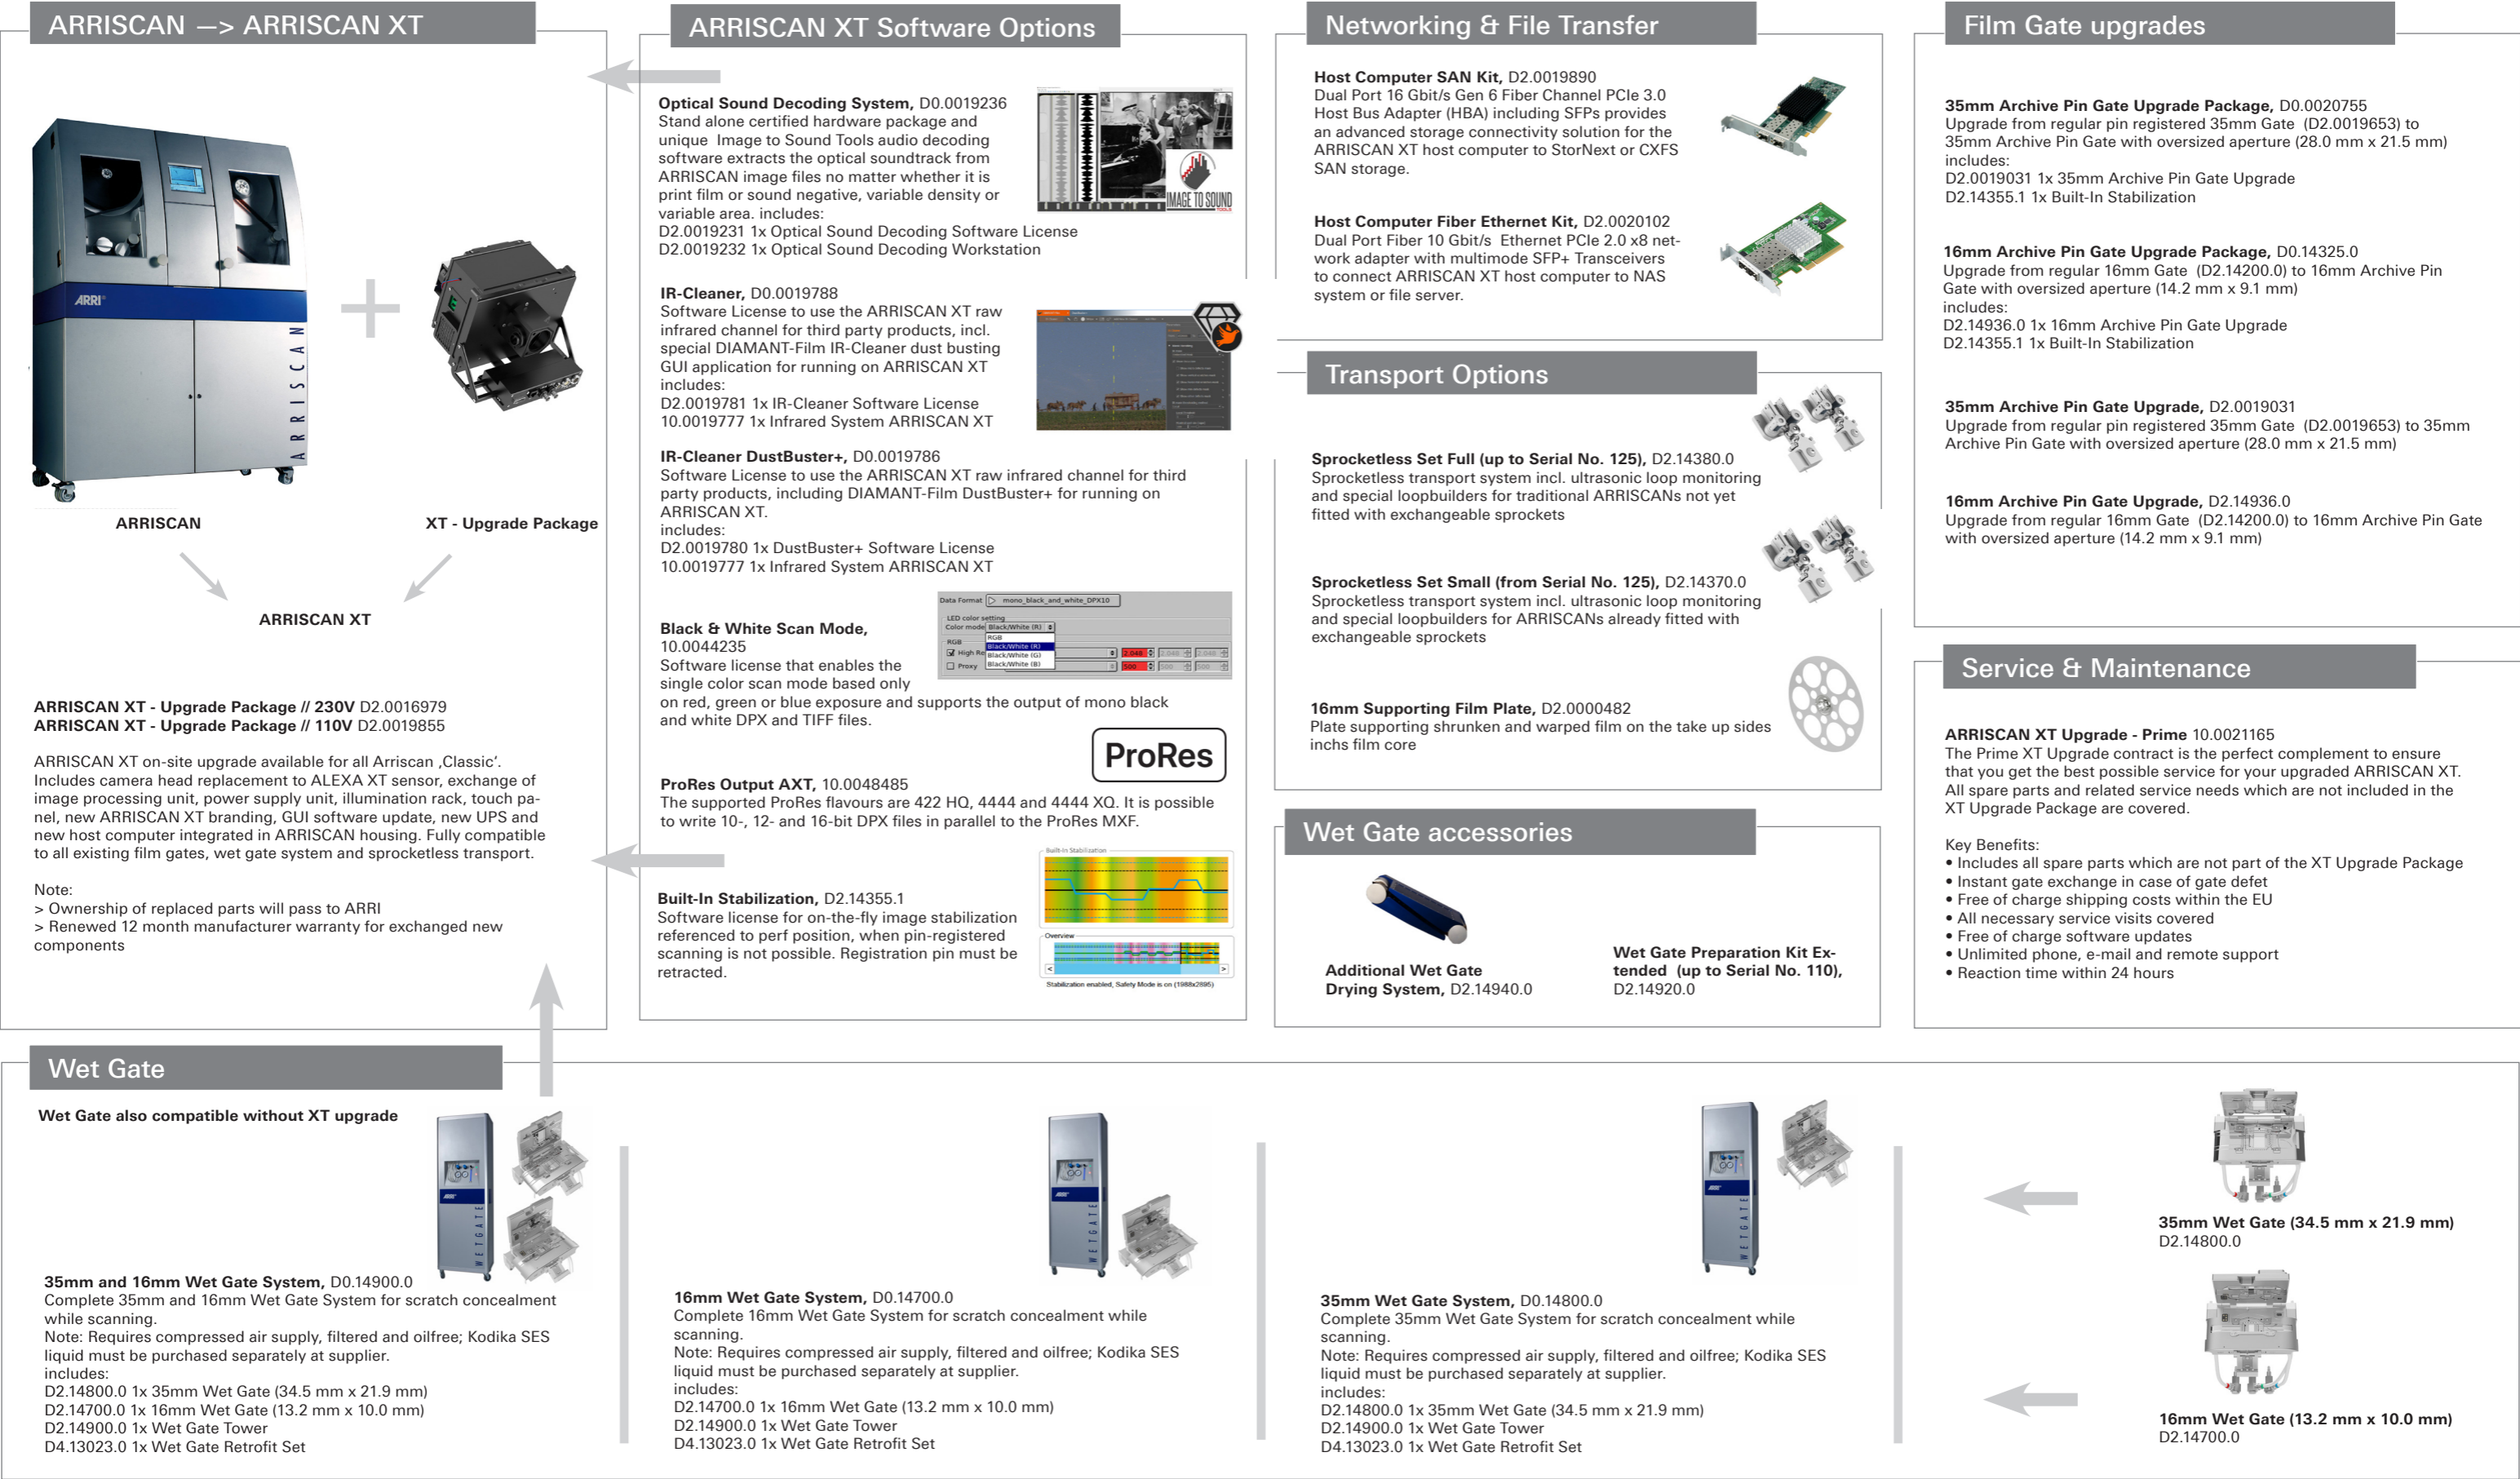 ARRISCAN —> ARRISCAN XT
ARRI
ARRISCAN
ARRISCAN
XT - Upgrade Package
ARRISCAN XT
ARRISCAN XT - Upgrade Package // 230V D2.0016979
ARRISCAN XT - Upgrade Package // 110V D2.0019855
ARRISCAN XT on-site upgrade available for all Arriscan ‚Classic'.
Includes camera head replacement to ALEXA XT sensor, exchange of
image processing unit, power supply unit, illumination rack, touch pa-
nel, new ARRISCAN XT branding, GUI software update, new UPS and
new host computer integrated in ARRISCAN housing. Fully compatible
to all existing film gates, wet gate system and sprocketless transport.
Note:
> Ownership of replaced parts will pass to ARRI
> Renewed 12 month manufacturer warranty for exchanged new
components
ARRISCAN XT Software Options
Optical Sound Decoding System, D0.0019236
Stand alone certified hardware package and
unique Image to Sound Tools audio decoding
software extracts the optical soundtrack from
ARRISCAN image files no matter whether it is
print film or sound negative, variable density or
variable area. includes:
D2.0019231 1x Optical Sound Decoding Software License
D2.0019232 1x Optical Sound Decoding Workstation
IMAGE TO SOUND
TOOLS
IR-Cleaner, D0.0019788
Software License to use the ARRISCAN XT raw
infrared channel for third party products, incl.
special DIAMANT-Film IR-Cleaner dust busting
GUI application for running on ARRISCAN XT
includes:
D2.0019781 1x IR-Cleaner Software License
10.0019777 1x Infrared System ARRISCAN XT
IR-Cleaner DustBuster+, D0.0019786
Software License to use the ARRISCAN XT raw infrared channel for third
party products, including DIAMANT-Film DustBuster+ for running on
ARRISCAN XT.
includes:
D2.0019780 1x DustBuster+ Software License
10.0019777 1x Infrared System ARRISCAN XT
Data Format mono_black_and_white_DPX10
LED color setting
Color mode Black/White (R)
RGB
RGB
Black/White (R)
High Re 2.048 2.048 2.048
Black/White (G)
Proxy 500 500 500
Black/White (B)
Black & White Scan Mode,
10.0044235
Software license that enables the
single color scan mode based only
on red, green or blue exposure and supports the output of mono black
and white DPX and TIFF files.
ProRes
ProRes Output AXT, 10.0048485
The supported ProRes flavours are 422 HQ, 4444 and 4444 XQ. It is possible
to write 10-, 12- and 16-bit DPX files in parallel to the ProRes MXF.
Built-In Stabilization, D2.14355.1
Software license for on-the-fly image stabilization
referenced to perf position, when pin-registered
scanning is not possible. Registration pin must be
retracted.
Built-In Stabilization
Overview
< >
Stabilization enabled, Safety Mode is on (1988x2895)
Networking & File Transfer
Host Computer SAN Kit, D2.0019890
Dual Port 16 Gbit/s Gen 6 Fiber Channel PCIe 3.0
Host Bus Adapter (HBA) including SFPs provides
an advanced storage connectivity solution for the
ARRISCAN XT host computer to StorNext or CXFS
SAN storage.
Host Computer Fiber Ethernet Kit, D2.0020102
Dual Port Fiber 10 Gbit/s Ethernet PCIe 2.0 x8 net-
work adapter with multimode SFP+ Transceivers
to connect ARRISCAN XT host computer to NAS
system or file server.
Transport Options
Sprocketless Set Full (up to Serial No. 125), D2.14380.0
Sprocketless transport system incl. ultrasonic loop monitoring
and special loopbuilders for traditional ARRISCANs not yet
fitted with exchangeable sprockets
Sprocketless Set Small (from Serial No. 125), D2.14370.0
Sprocketless transport system incl. ultrasonic loop monitoring
and special loopbuilders for ARRISCANs already fitted with
exchangeable sprockets
16mm Supporting Film Plate, D2.0000482
Plate supporting shrunken and warped film on the take up sides
inchs film core
Wet Gate accessories
Additional Wet Gate
Drying System, D2.14940.0
Wet Gate Preparation Kit Ex-
tended (up to Serial No. 110),
D2.14920.0
Film Gate upgrades
35mm Archive Pin Gate Upgrade Package, D0.0020755
Upgrade from regular pin registered 35mm Gate (D2.0019653) to
35mm Archive Pin Gate with oversized aperture (28.0 mm x 21.5 mm)
includes:
D2.0019031 1x 35mm Archive Pin Gate Upgrade
D2.14355.1 1x Built-In Stabilization
16mm Archive Pin Gate Upgrade Package, D0.14325.0
Upgrade from regular 16mm Gate (D2.14200.0) to 16mm Archive Pin
Gate with oversized aperture (14.2 mm x 9.1 mm)
includes:
D2.14936.0 1x 16mm Archive Pin Gate Upgrade
D2.14355.1 1x Built-In Stabilization
35mm Archive Pin Gate Upgrade, D2.0019031
Upgrade from regular pin registered 35mm Gate (D2.0019653) to 35mm
Archive Pin Gate with oversized aperture (28.0 mm x 21.5 mm)
16mm Archive Pin Gate Upgrade, D2.14936.0
Upgrade from regular 16mm Gate (D2.14200.0) to 16mm Archive Pin Gate
with oversized aperture (14.2 mm x 9.1 mm)
Service & Maintenance
ARRISCAN XT Upgrade - Prime 10.0021165
The Prime XT Upgrade contract is the perfect complement to ensure
that you get the best possible service for your upgraded ARRISCAN XT.
All spare parts and related service needs which are not included in the
XT Upgrade Package are covered.
Key Benefits:
• Includes all spare parts which are not part of the XT Upgrade Package
• Instant gate exchange in case of gate defet
• Free of charge shipping costs within the EU
• All necessary service visits covered
• Free of charge software updates
• Unlimited phone, e-mail and remote support
• Reaction time within 24 hours
Wet Gate
Wet Gate also compatible without XT upgrade
ARRI
WETGATE
35mm and 16mm Wet Gate System, D0.14900.0
Complete 35mm and 16mm Wet Gate System for scratch concealment
while scanning.
Note: Requires compressed air supply, filtered and oilfree; Kodika SES
liquid must be purchased separately at supplier.
includes:
D2.14800.0 1x 35mm Wet Gate (34.5 mm x 21.9 mm)
D2.14700.0 1x 16mm Wet Gate (13.2 mm x 10.0 mm)
D2.14900.0 1x Wet Gate Tower
D4.13023.0 1x Wet Gate Retrofit Set
ARRI
WETGATE
16mm Wet Gate System, D0.14700.0
Complete 16mm Wet Gate System for scratch concealment while
scanning.
Note: Requires compressed air supply, filtered and oilfree; Kodika SES
liquid must be purchased separately at supplier.
includes:
D2.14700.0 1x 16mm Wet Gate (13.2 mm x 10.0 mm)
D2.14900.0 1x Wet Gate Tower
D4.13023.0 1x Wet Gate Retrofit Set
ARRI
WETGATE
35mm Wet Gate System, D0.14800.0
Complete 35mm Wet Gate System for scratch concealment while
scanning.
Note: Requires compressed air supply, filtered and oilfree; Kodika SES
liquid must be purchased separately at supplier.
includes:
D2.14800.0 1x 35mm Wet Gate (34.5 mm x 21.9 mm)
D2.14900.0 1x Wet Gate Tower
D4.13023.0 1x Wet Gate Retrofit Set
35mm Wet Gate (34.5 mm x 21.9 mm)
D2.14800.0
16mm Wet Gate (13.2 mm x 10.0 mm)
D2.14700.0